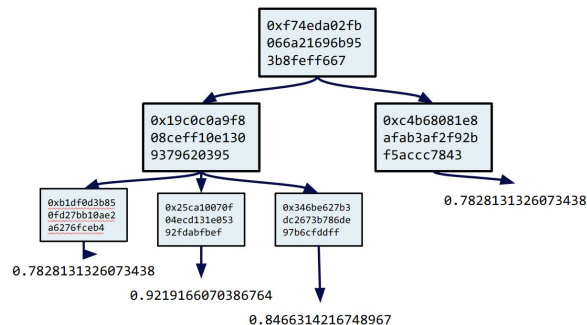 0xf74eda02fb
066a21696b95
3b8feff667
0x19c0c0a9f8
08ceff10e130
9379620395
0xc4b68081e8
afab3af2f92b
f5accc7843
0xb1df0d3b85
0fd27bb10ae2
a6276fceb4
0x25ca10070f
04ecd131e053
92fdabfbef
0x346be627b3
dc2673b786de
97b6cfddff
0.7828131326073438
0.7828131326073438
0.9219166070386764
0.8466314216748967